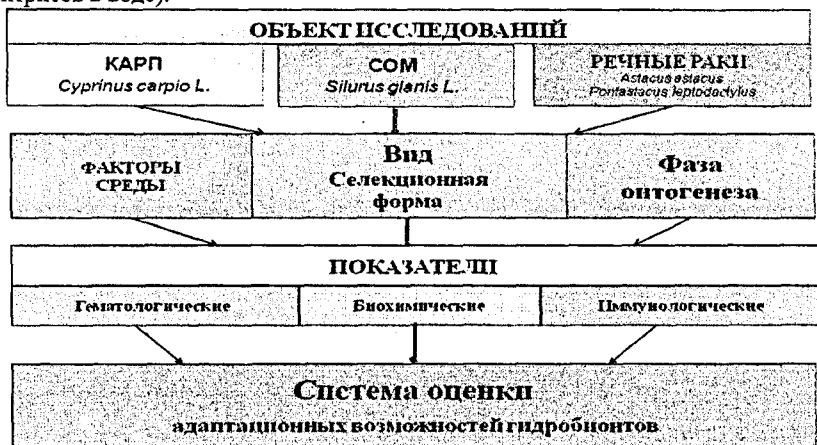 в воде).
ОБЪЕКТ ИССЛЕДОВАНИЙ
КАРП
Cyprinus carpio L.
СОМ
Silurus glanis L.
РЕЧНЫЕ РАКИ
Astacus astacus
Pontastacus leptodactylus
ФАКТОРЫ
СРЕДЫ
Вид
Селекционная
форма
Фаза
онтогенеза
ПОКАЗАТЕЛИ
Гематологические
Биохимические
Иммунологические
Система оценки
адаптационных возможностей гидробионтов